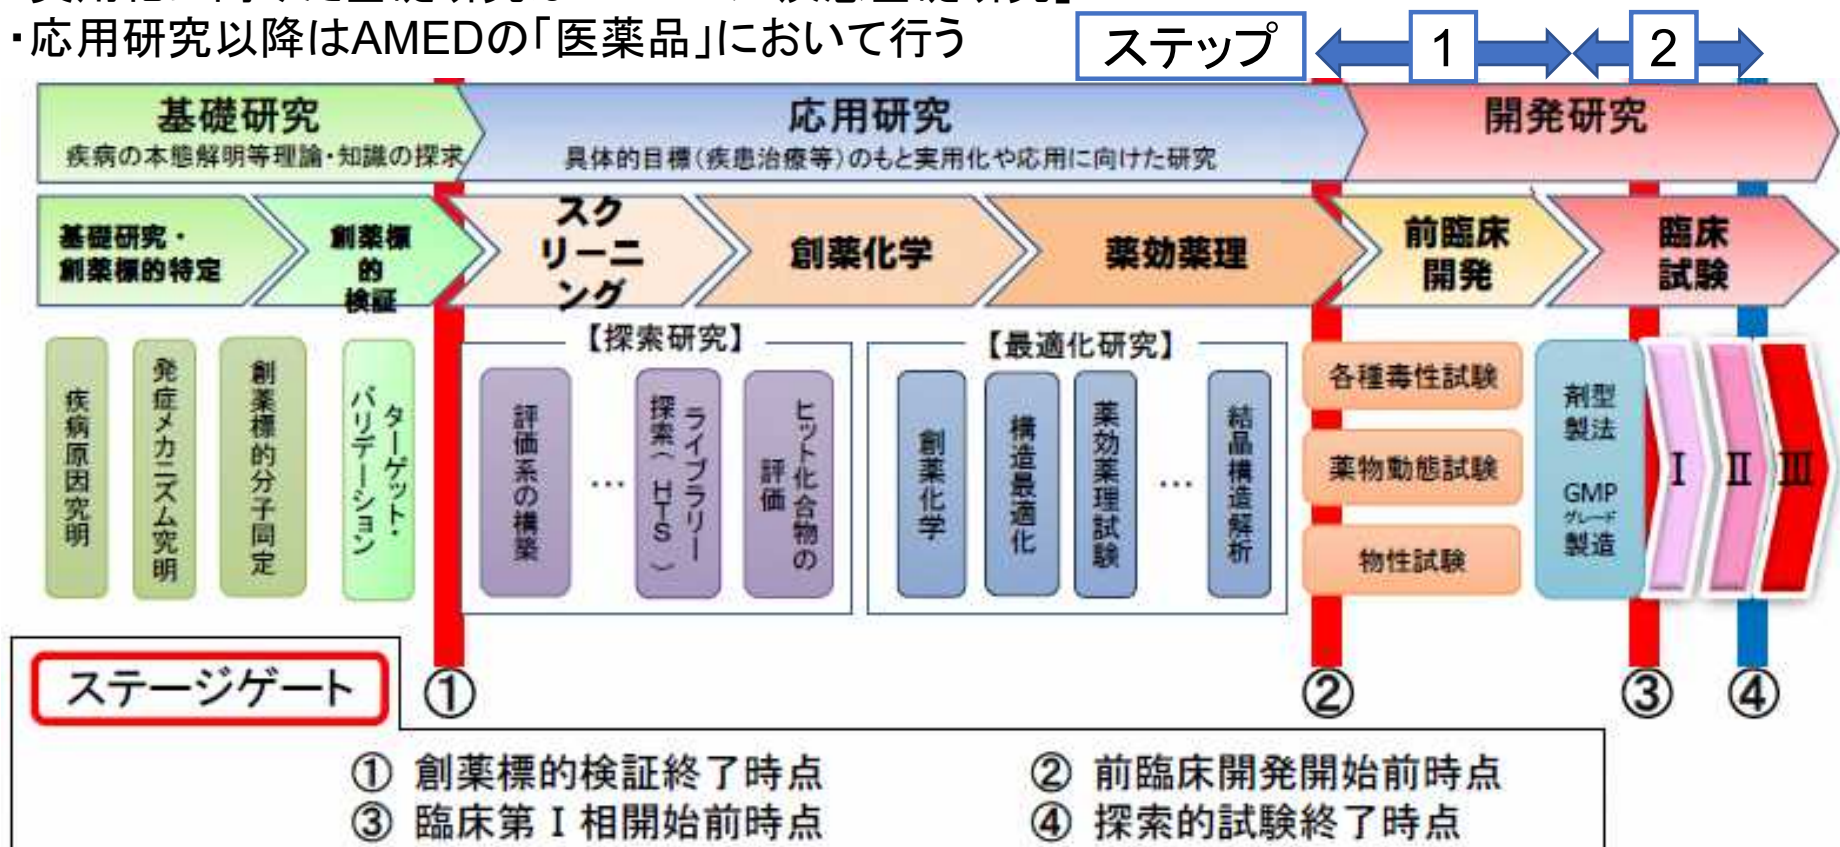 ・応用研究以降はAMEDの「医薬品」において行う
ステップ
1
2
基礎研究
疾病の本態解明等理論・知識の探求
応用研究
具体的目標(疾患治療等)のもと実用化や応用に向けた研究
開発研究
基礎研究・
創薬標的特定
創薬標
的
検証
スク
リーニ
ング
創薬化学
薬効薬理
前臨床
開発
臨床
試験
疾病原因究明
発症メカニズム究明
創薬標的分子同定
ターゲット・
バリデーション
【探索研究】
評価系の構築
…
ライブラリー
探索(HTS)
ヒット化合物の
評価
【最適化研究】
創薬化学
構造最適化
薬効薬理試験
…
結晶構造解析
各種毒性試験
薬物動態試験
物性試験
剤型
製法
GMP
グレード
製造
Ⅰ
Ⅱ
Ⅲ
ステージゲート
①
②
③
④
① 創薬標的検証終了時点
② 前臨床開発開始前時点
③ 臨床第Ⅰ相開始前時点
④ 探索的試験終了時点